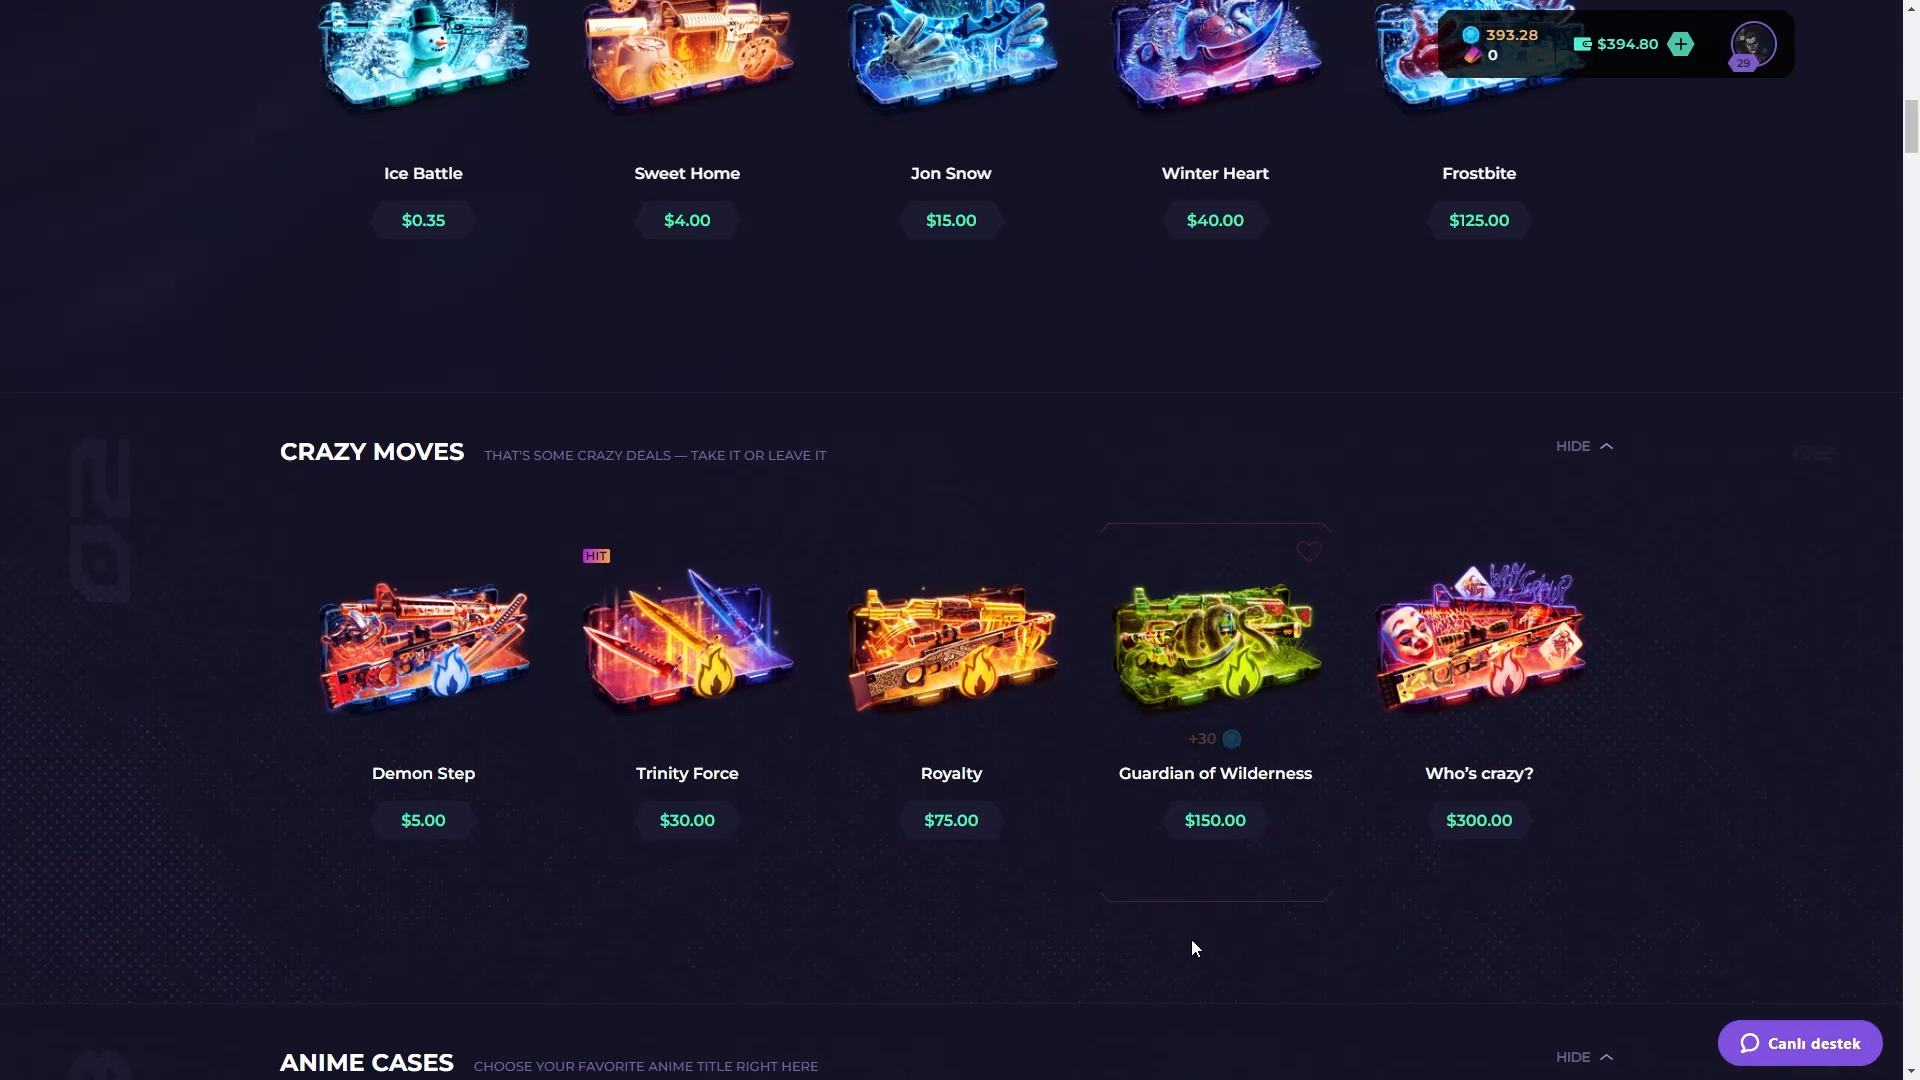 393.28
0
$394.80
29
Ice Battle
Sweet Home
Jon Snow
Winter Heart
Frostbite
$0.35
$4.00
$15.00
$40.00
$125.00
02
CRAZY MOVES
THAT'S SOME CRAZY DEALS — TAKE IT OR LEAVE IT
HIDE
HIT
+30
Demon Step
Trinity Force
Royalty
Guardian of Wilderness
Who's crazy?
$5.00
$30.00
$75.00
$150.00
$300.00
ANIME CASES
CHOOSE YOUR FAVORITE ANIME TITLE RIGHT HERE
HIDE
Canlı destek